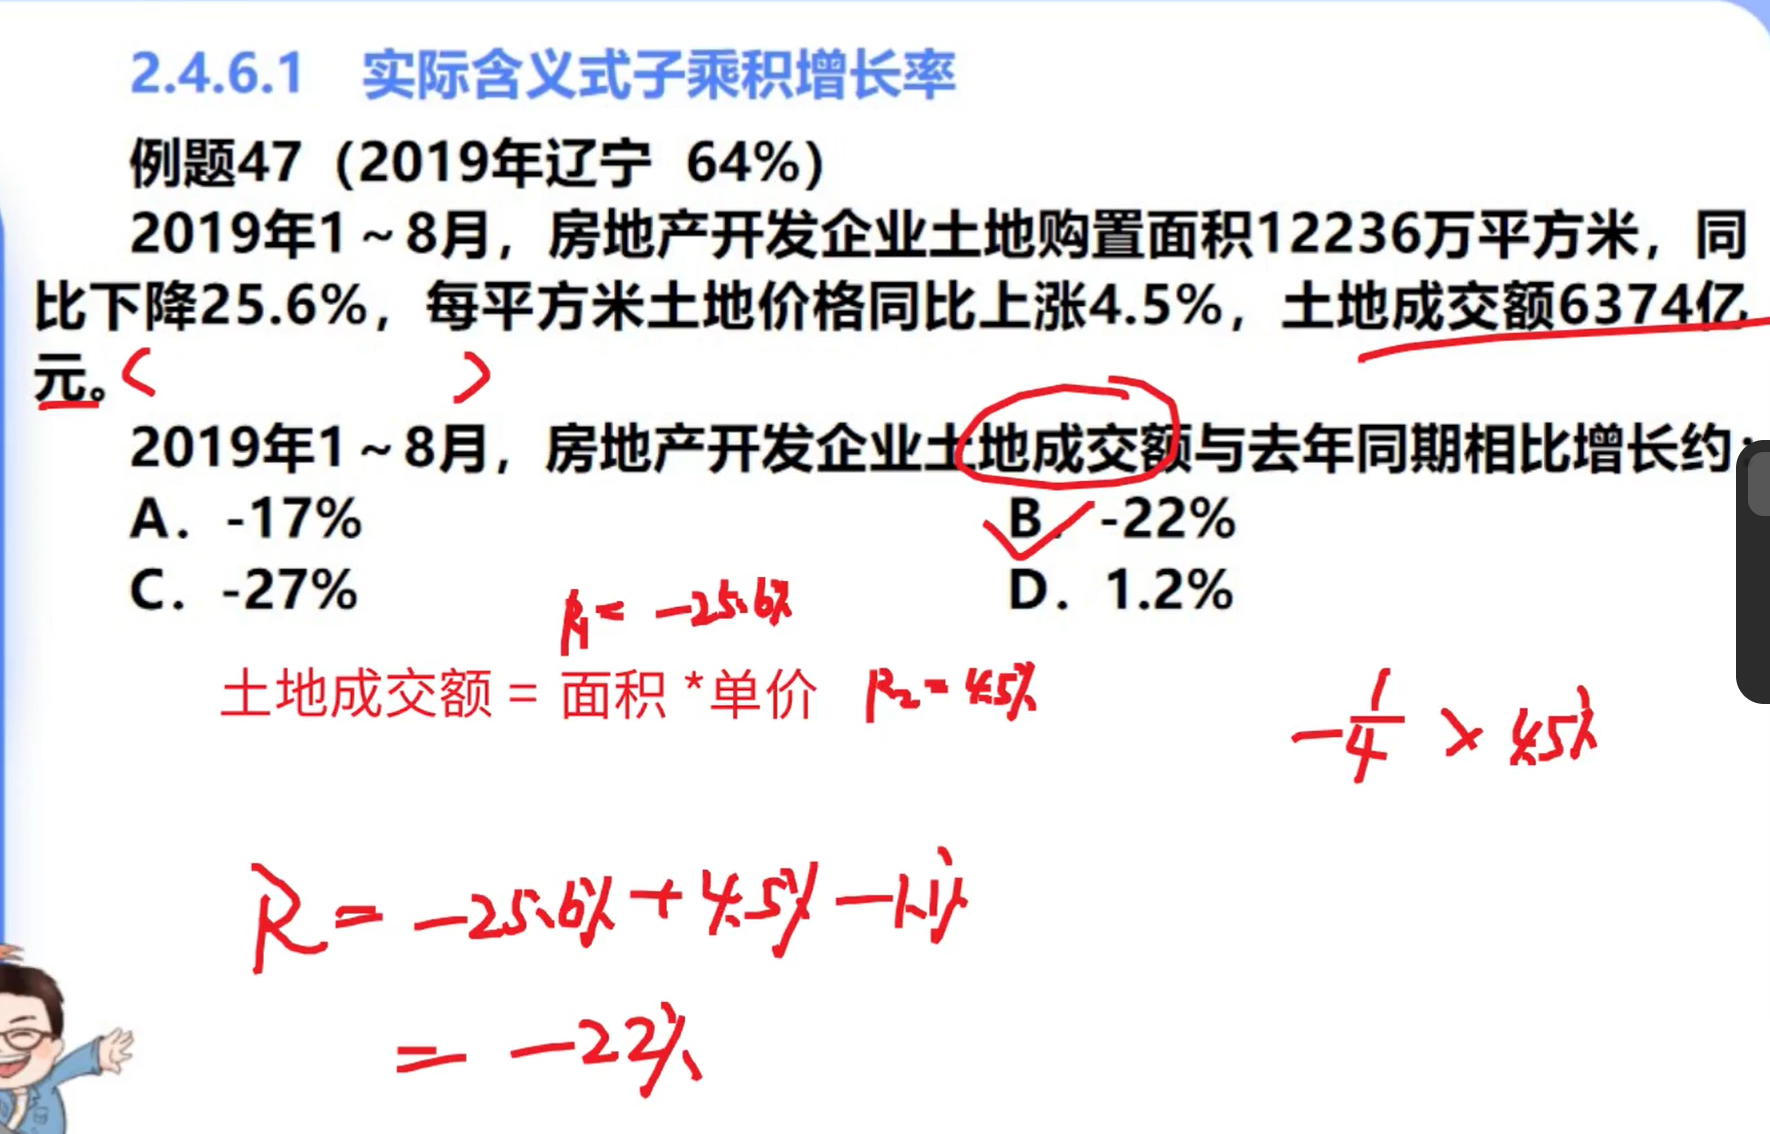 2.4.6.1 实际含义式子乘积增长率
例题47（2019年辽宁 64%）
2019年1～8月，房地产开发企业土地购置面积12236万平方米，同
比下降25.6%，每平方米土地价格同比上涨4.5%，土地成交额6374亿
元。
2019年1～8月，房地产开发企业土地成交额与去年同期相比增长约：
A. -17%
B. -22%
C. -27%
D. 1.2%
R₁= -25.6%
土地成交额 = 面积 *单价 R₂=4.5%
-1/4 × 4.5%
R= -25.6% + 4.5% -1.1%
= -22%